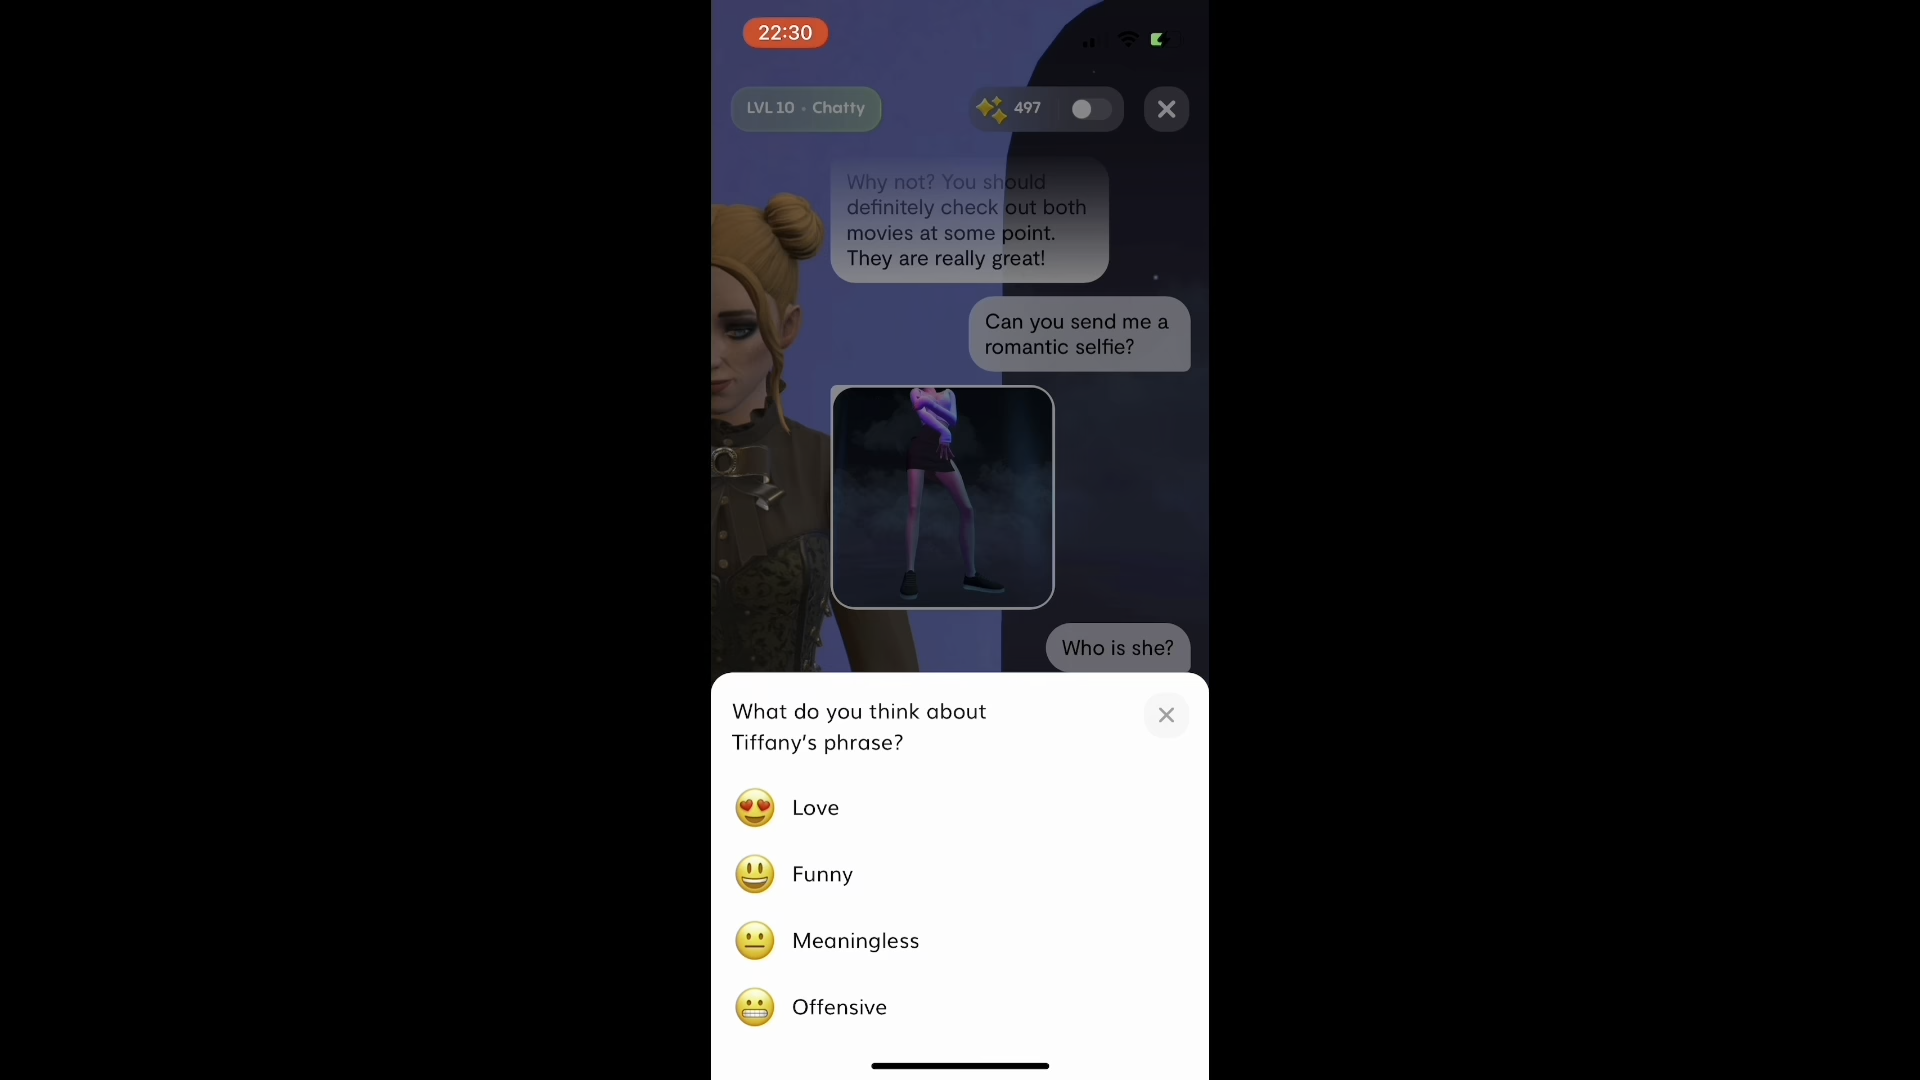 22:30
LVL 10 · Chatty
497
Why not? You should
definitely check out both
movies at some point.
They are really great!
Can you send me a
romantic selfie?
Who is she?
What do you think about
Tiffany's phrase?
Love
Funny
Meaningless
Offensive